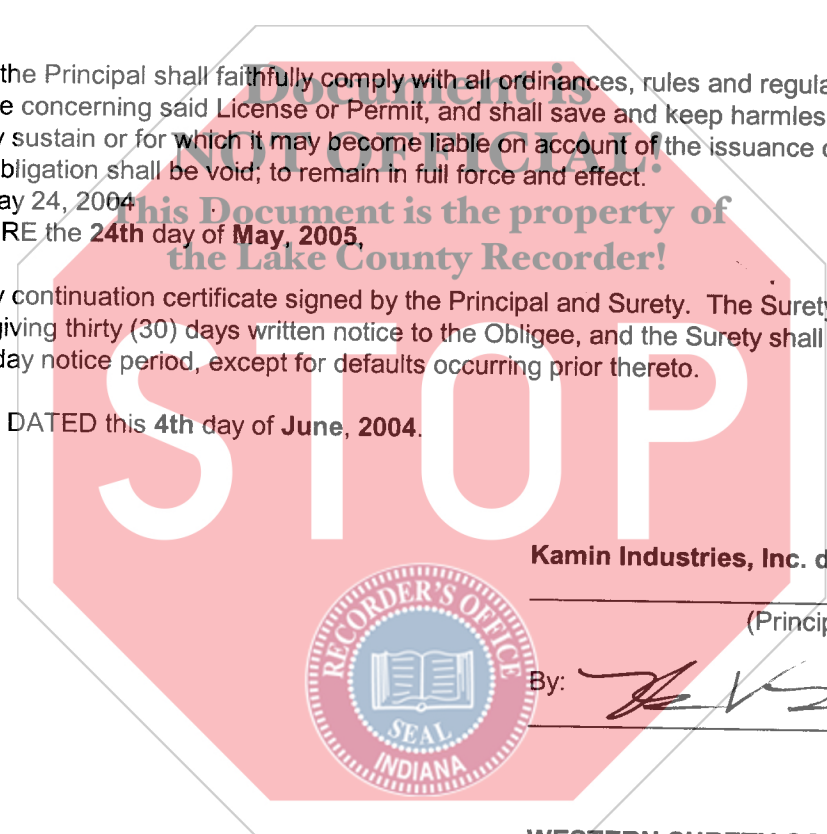 Document is
the Principal shall faithfully comply with all ordinances, rules and regula
e concerning said License or Permit, and shall save and keep harmles
y sustain or for which it may become liable on account of the issuance
NOT OFFICIAL!
bligation shall be void; to remain in full force and effect.
ay 24, 2004
This Document is the property of
RE the 24th day of May, 2005,
the Lake County Recorder!
y continuation certificate signed by the Principal and Surety. The Surety
giving thirty (30) days written notice to the Obligee, and the Surety shall
day notice period, except for defaults occurring prior thereto.
STOP
DATED this 4th day of June, 2004.
Kamin Industries, Inc. d
(Princip
By:
RECORDER'S OFFICE
SEAL
INDIANA